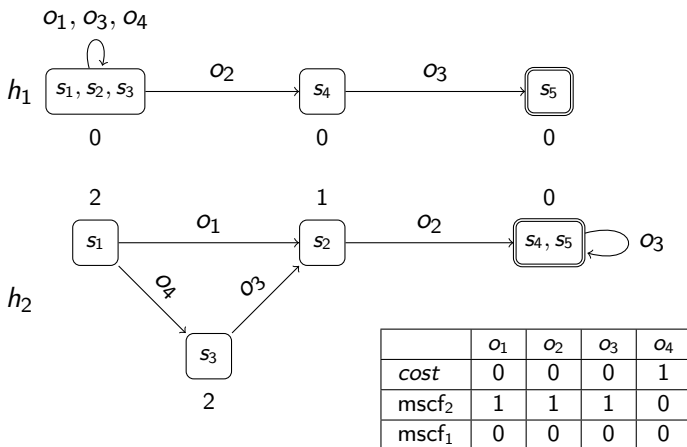 o₁, o₃, o₄
h₁ s₁, s₂, s₃ o₂ s₄ o₃ s₅
0 0 0
2 1 0
s₁ o₁ s₂ o₂ s₄, s₅ o₃
h₂ o₄ o₃
s₃
2
o₁ o₂ o₃ o₄
cost 0 0 0 1
mscf₂ 1 1 1 0
mscf₁ 0 0 0 0